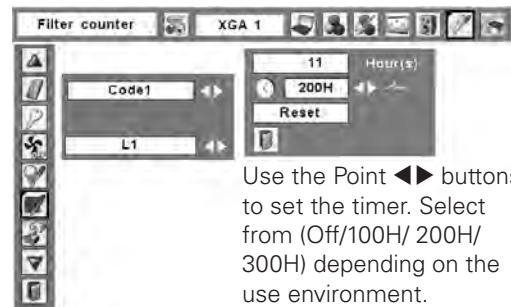 Filter counter XGA 1
11 Hour(s)
Code1 200H
Reset
L1
Use the Point ◀▶ buttons
to set the timer. Select
from (Off/100H/ 200H/
300H) depending on the
use environment.